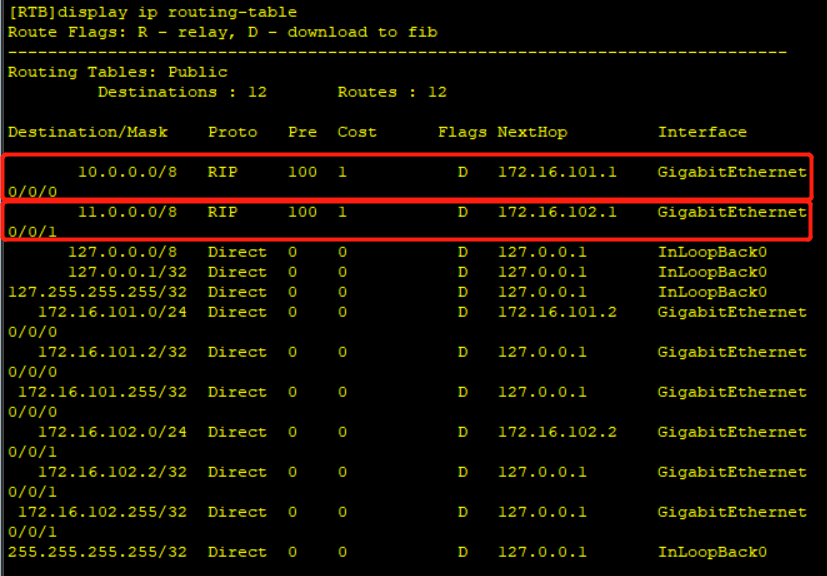 [RTB]display ip routing-table
Route Flags: R - relay, D - download to fib
------------------------------------------------------------------------------
Routing Tables: Public
         Destinations : 12       Routes : 12

Destination/Mask    Proto   Pre  Cost      Flags NextHop         Interface

       10.0.0.0/8   RIP     100  1           D   172.16.101.1    GigabitEthernet
0/0/0
       11.0.0.0/8   RIP     100  1           D   172.16.102.1    GigabitEthernet
0/0/1
      127.0.0.0/8   Direct  0    0           D   127.0.0.1       InLoopBack0
      127.0.0.1/32  Direct  0    0           D   127.0.0.1       InLoopBack0
127.255.255.255/32  Direct  0    0           D   127.0.0.1       InLoopBack0
   172.16.101.0/24  Direct  0    0           D   172.16.101.2    GigabitEthernet
0/0/0
   172.16.101.2/32  Direct  0    0           D   127.0.0.1       GigabitEthernet
0/0/0
 172.16.101.255/32  Direct  0    0           D   127.0.0.1       GigabitEthernet
0/0/0
   172.16.102.0/24  Direct  0    0           D   172.16.102.2    GigabitEthernet
0/0/1
   172.16.102.2/32  Direct  0    0           D   127.0.0.1       GigabitEthernet
0/0/1
 172.16.102.255/32  Direct  0    0           D   127.0.0.1       GigabitEthernet
0/0/1
255.255.255.255/32  Direct  0    0           D   127.0.0.1       InLoopBack0